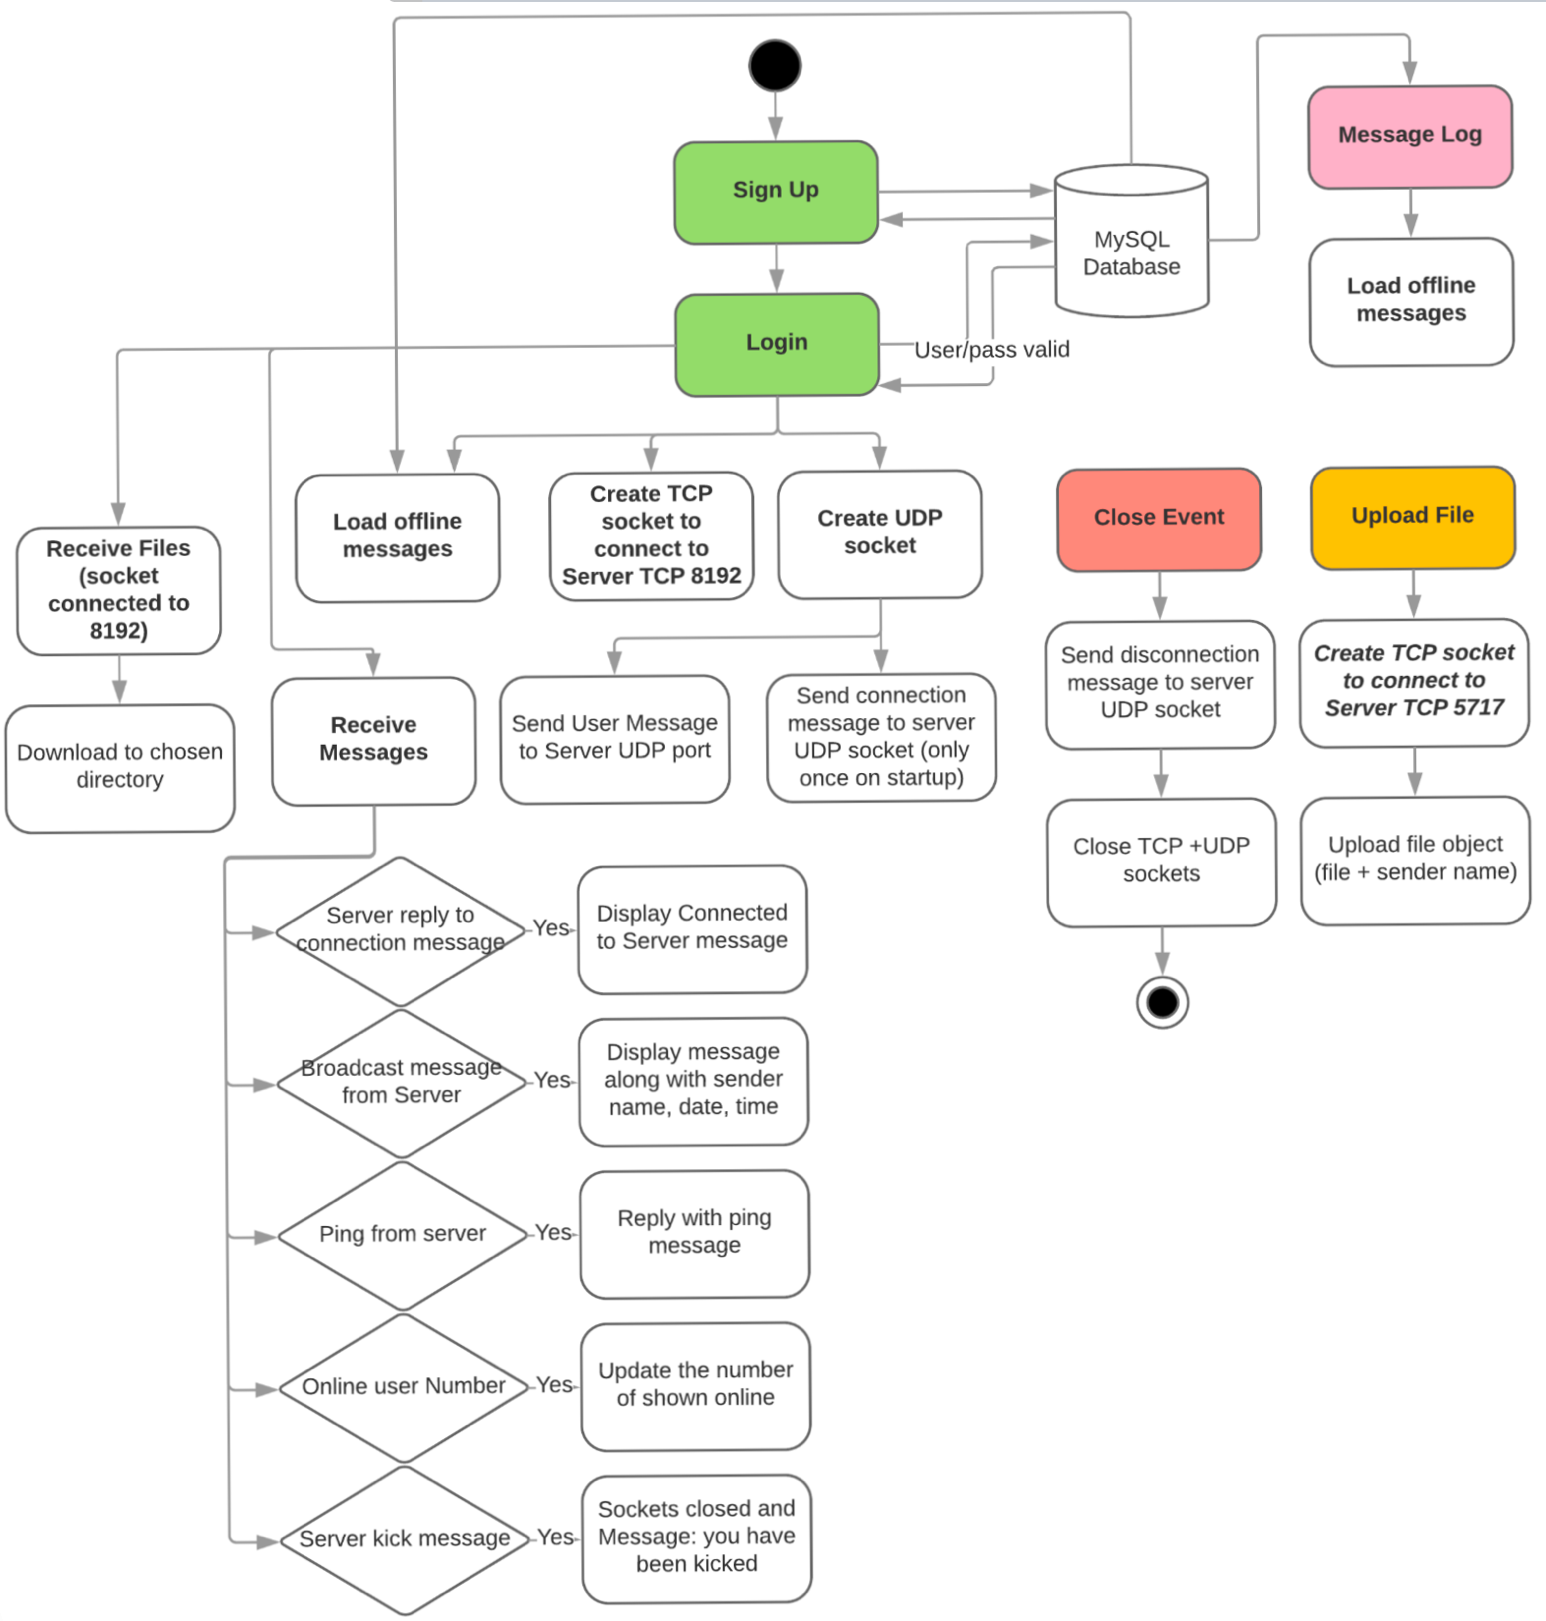 Message Log
Sign Up
MySQL
Database
Load offline
messages
Login
User/pass valid
Load offline
messages
Create TCP
socket to
connect to
Server TCP 8192
Create UDP
socket
Close Event
Upload File
Receive Files
(socket
connected to
8192)
Download to chosen
directory
Receive
Messages
Send User Message
to Server UDP port
Send connection
message to server
UDP socket (only
once on startup)
Send disconnection
message to server
UDP socket
Create TCP socket
to connect to
Server TCP 5717
Close TCP +UDP
sockets
Upload file object
(file + sender name)
Server reply to
connection message
Yes
Display Connected
to Server message
Broadcast message
from Server
Yes
Display message
along with sender
name, date, time
Ping from server
Yes
Reply with ping
message
Online user Number
Yes
Update the number
of shown online
Server kick message
Yes
Sockets closed and
Message: you have
been kicked